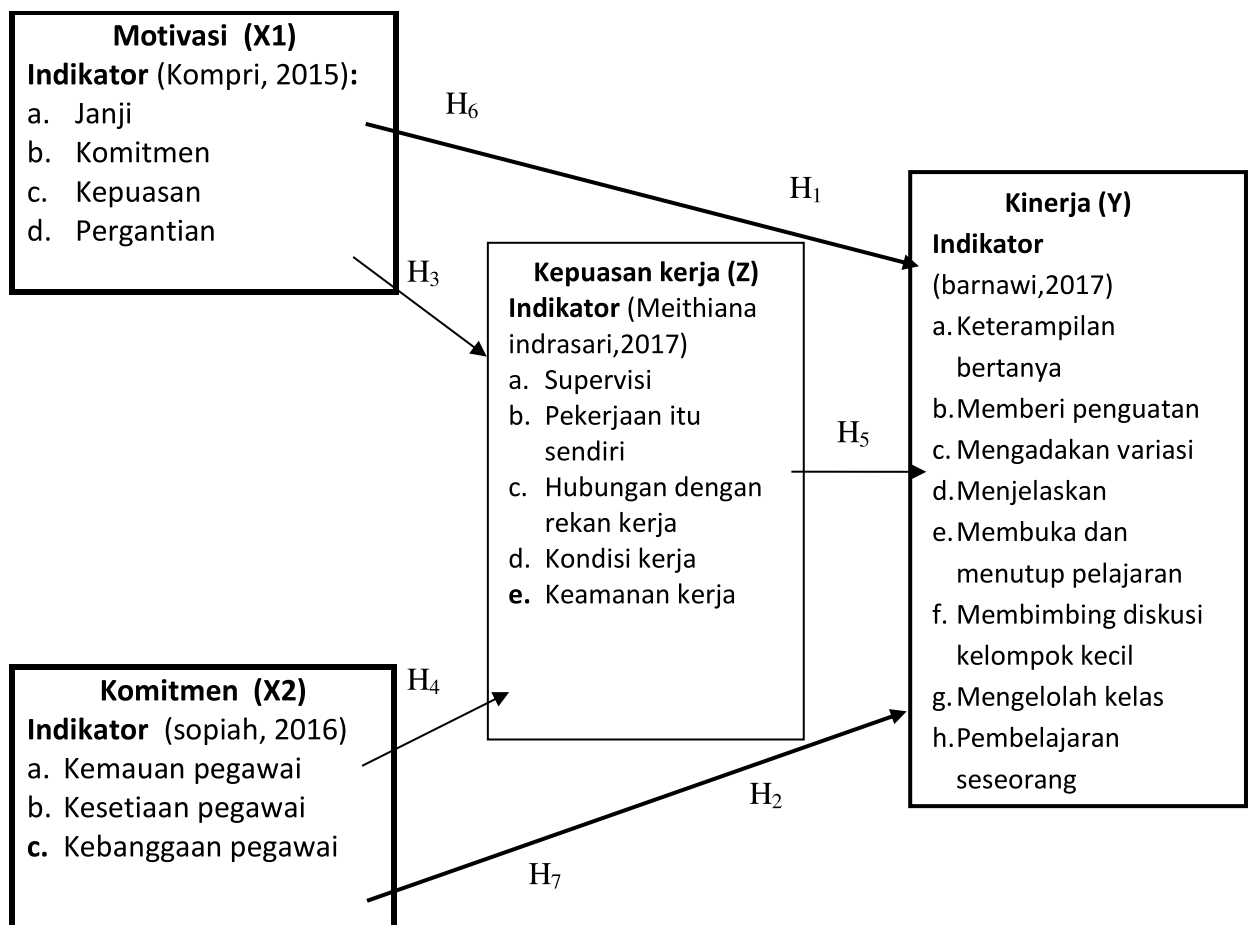 Motivasi (X1)
Indikator (Kompri, 2015):
a. Janji
b. Komitmen
c. Kepuasan
d. Pergantian
H6
H1
H3
Kepuasan kerja (Z)
Indikator (Meithiana
indrasari,2017)
a. Supervisi
b. Pekerjaan itu
sendiri
c. Hubungan dengan
rekan kerja
d. Kondisi kerja
e. Keamanan kerja
H5
Kinerja (Y)
Indikator
(barnawi,2017)
a. Keterampilan
bertanya
b. Memberi penguatan
c. Mengadakan variasi
d. Menjelaskan
e. Membuka dan
menutup pelajaran
f. Membimbing diskusi
kelompok kecil
g. Mengelolah kelas
h. Pembelajaran
seseorang
Komitmen (X2)
Indikator (sopiah, 2016)
a. Kemauan pegawai
b. Kesetiaan pegawai
c. Kebanggaan pegawai
H4
H2
H7